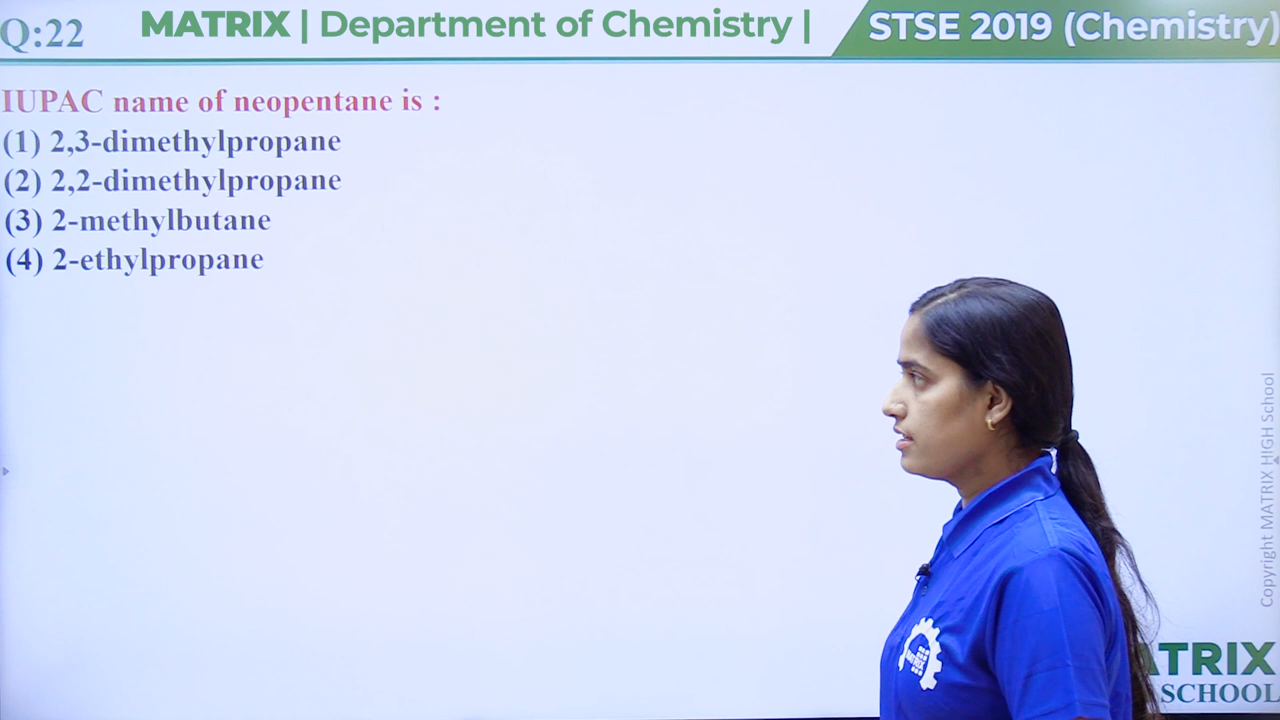 Q:22
MATRIX | Department of Chemistry |
STSE 2019 (Chemistry)
IUPAC name of neopentane is :
(1) 2,3-dimethylpropane
(2) 2,2-dimethylpropane
(3) 2-methylbutane
(4) 2-ethylpropane
Copyright MATRIX HIGH School
MATRIX
ATRIX
SCHOOL